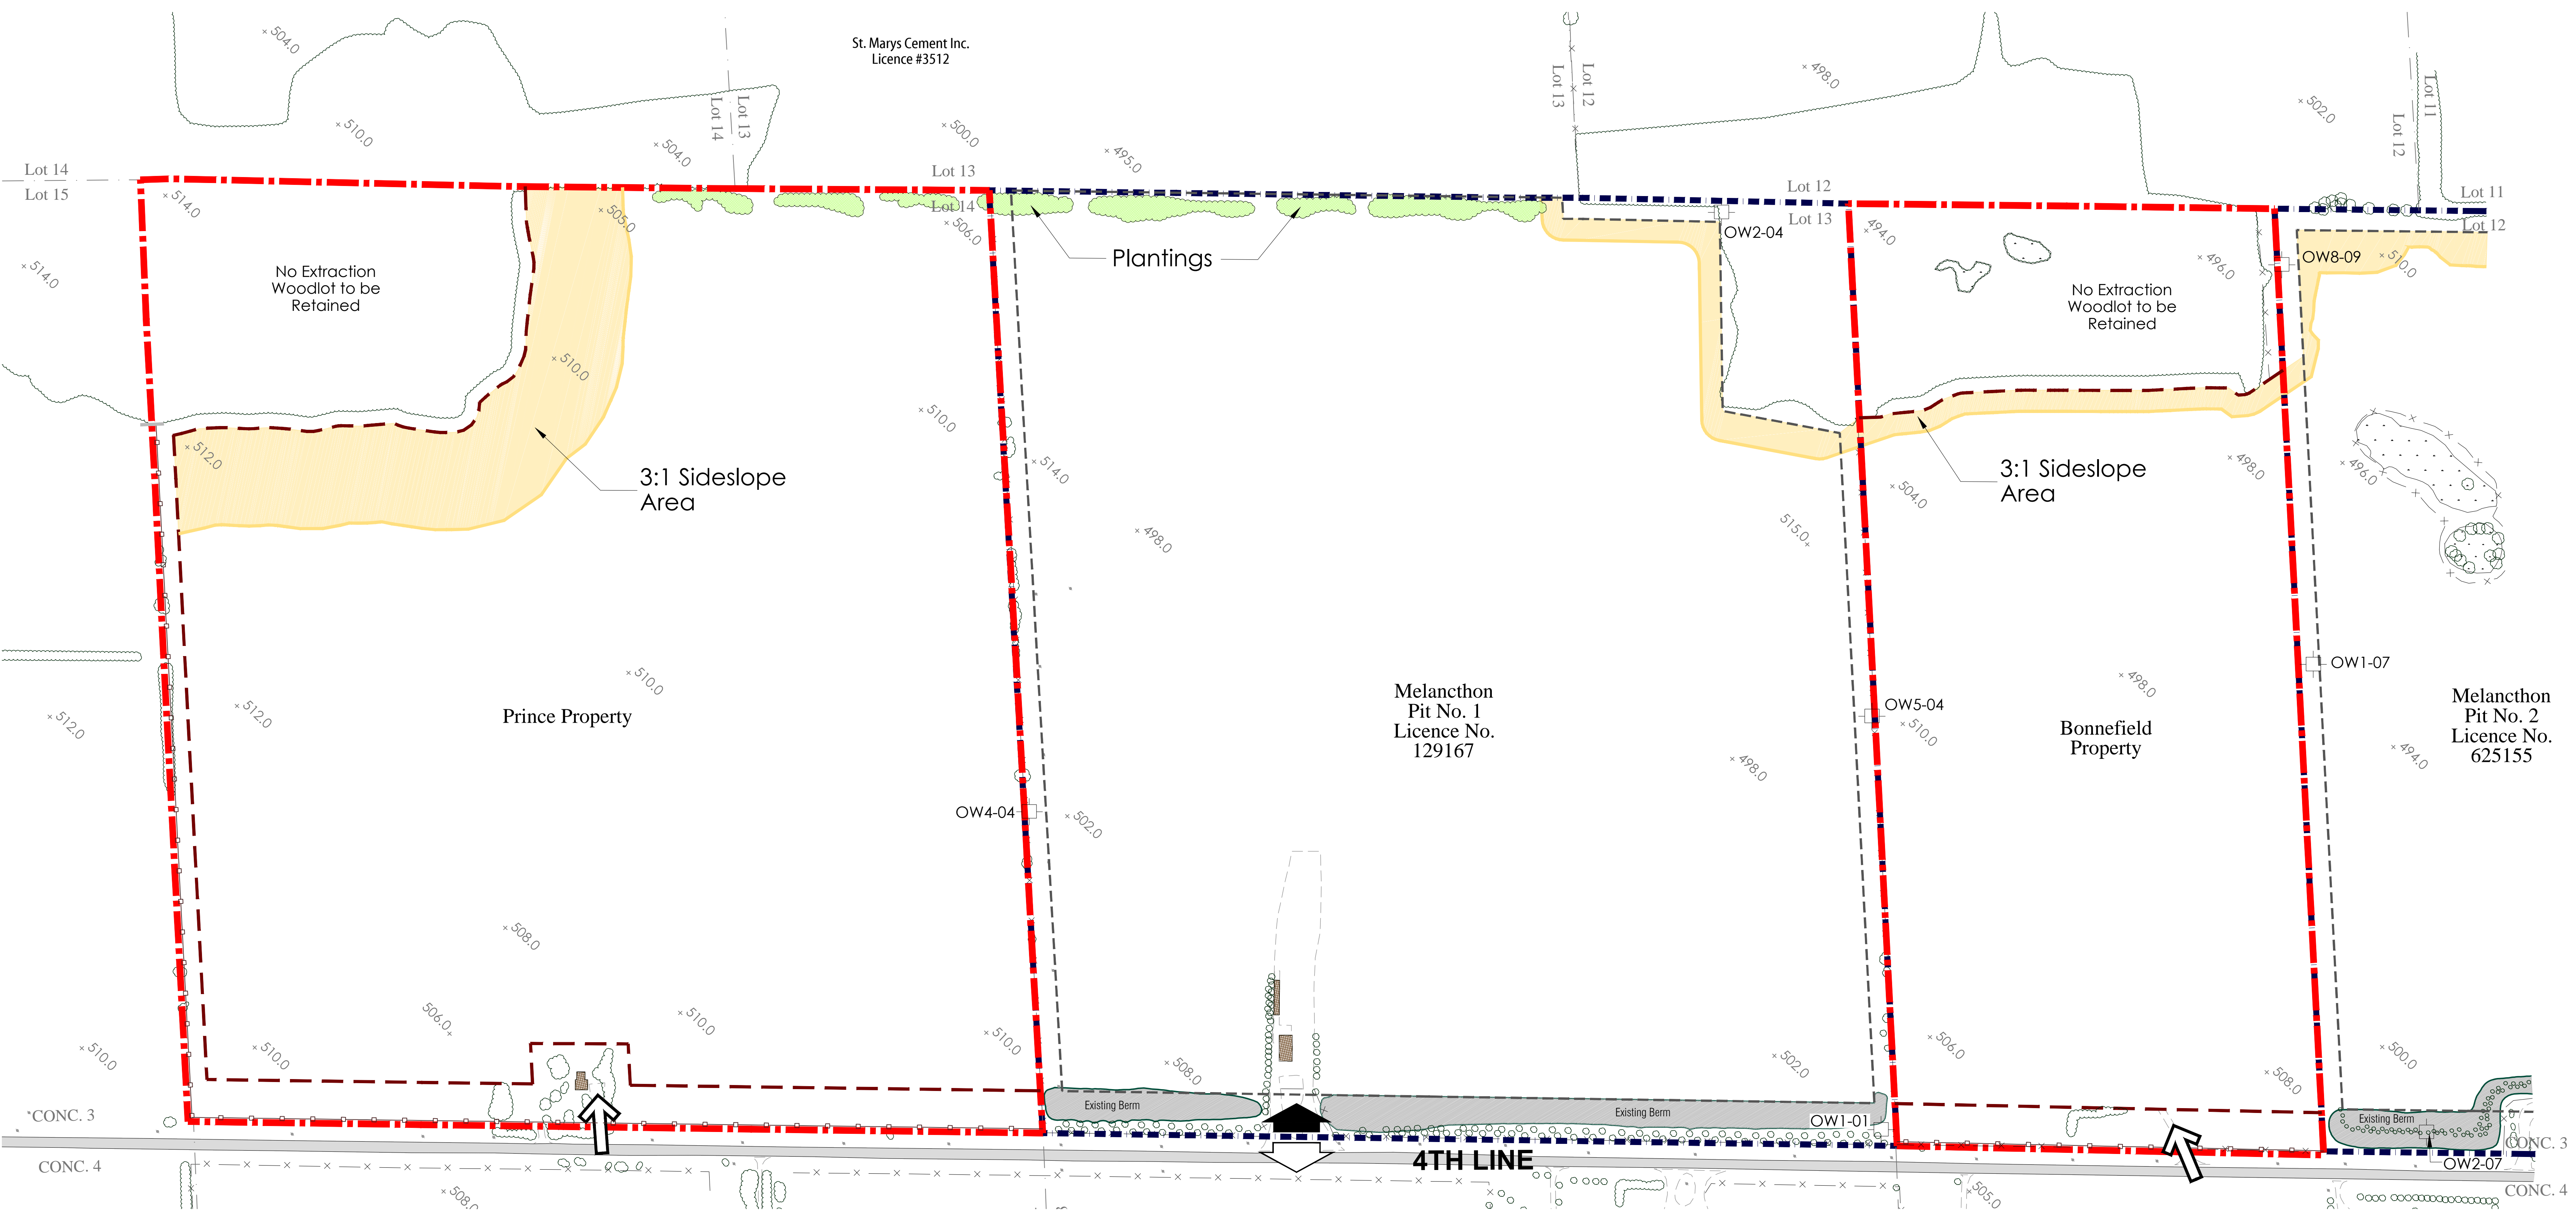 St. Marys Cement Inc.
Licence #3512
504.0
498.0
502.0
510.0
504.0
500.0
495.0
Lot 14
Lot 13
Lot 13
Lot 12
Lot 12
Lot 11
Lot 14
Lot 15
Lot 13
Lot 14
Lot 12
Lot 13
Lot 11
Lot 12
514.0
505.0
506.0
494.0
496.0
510.0
514.0
OW2-04
OW8-09
Plantings
No Extraction
Woodlot to be
Retained
No Extraction
Woodlot to be
Retained
510.0
510.0
512.0
514.0
504.0
498.0
496.0
3:1 Sideslope
Area
3:1 Sideslope
Area
498.0
515.0
510.0
512.0
512.0
498.0
510.0
498.0
494.0
OW1-07
OW5-04
Prince Property
Melancthon
Pit No. 1
Licence No.
129167
Bonnefield
Property
Melancthon
Pit No. 2
Licence No.
625155
OW4-04
502.0
508.0
506.0
510.0
510.0
510.0
510.0
508.0
502.0
506.0
508.0
500.0
Existing Berm
Existing Berm
Existing Berm
OW1-01
OW2-07
CONC. 3
CONC. 4
4TH LINE
CONC. 3
CONC. 4
508.0
505.0